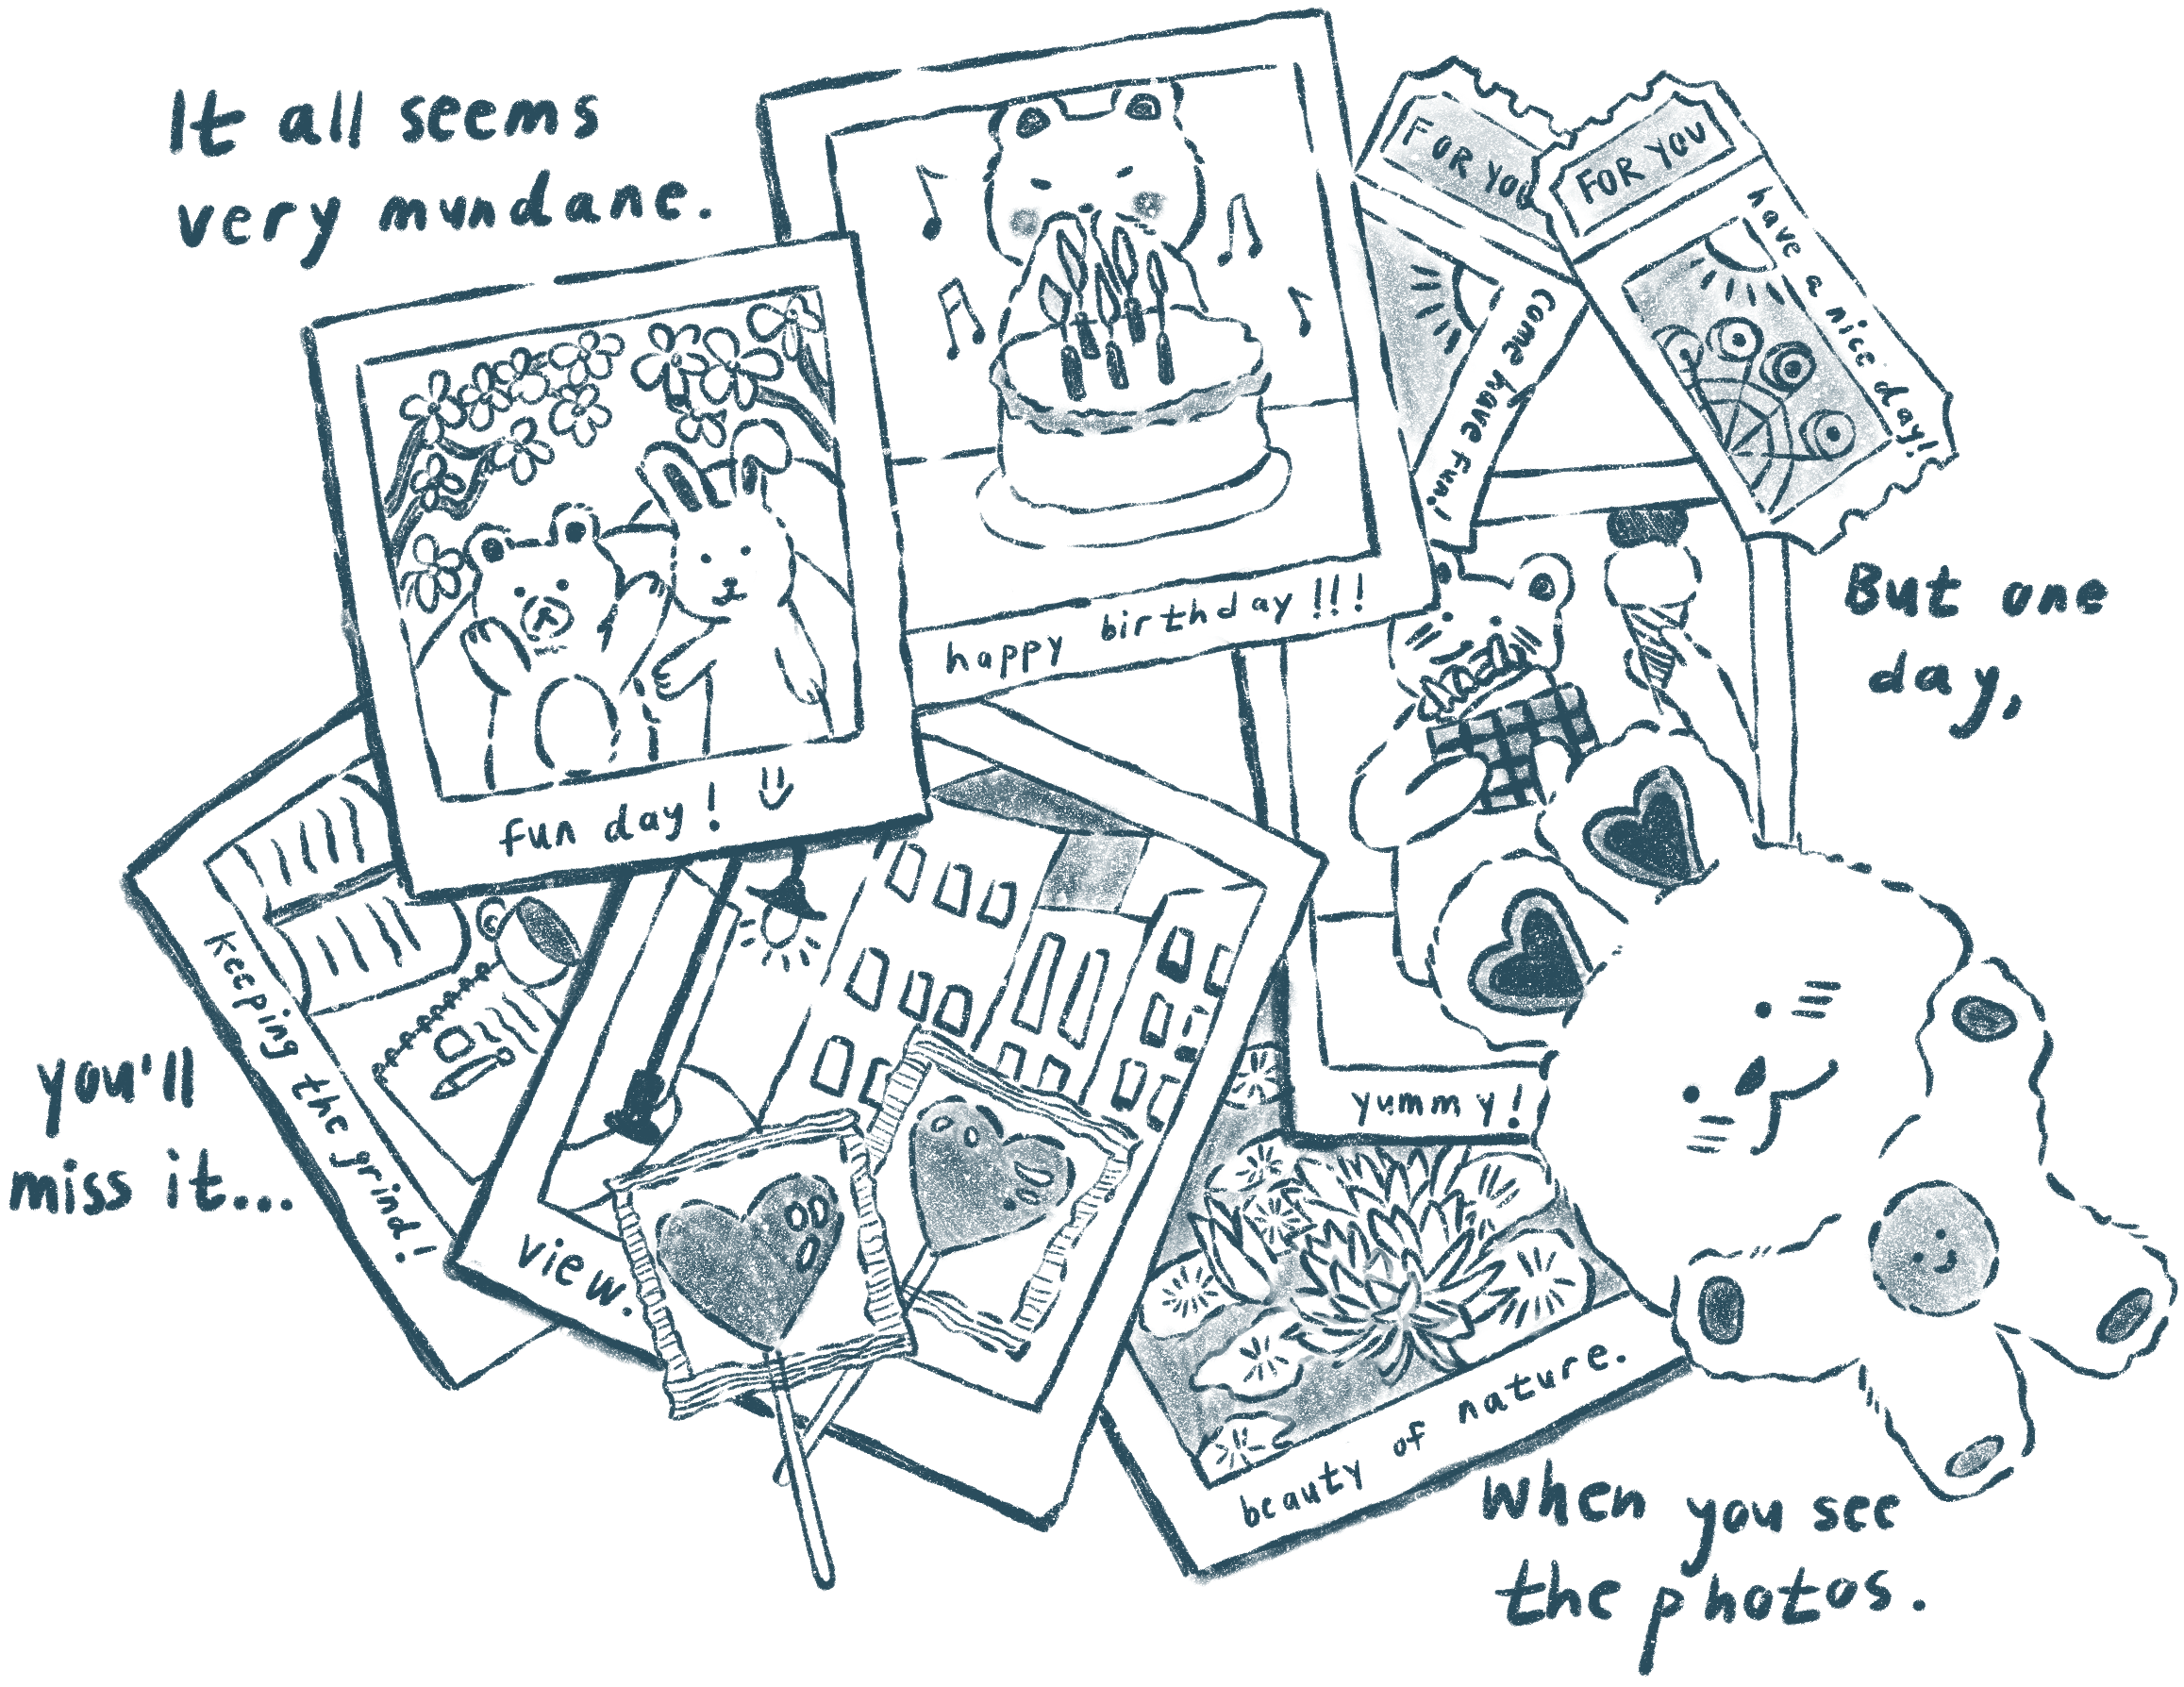 It all seems
very mundane.
FOR YOU
FOR YOU
have a nice day!
Come have fun!
happy birthday!!!
fun day!
But one
day,
Keeping the grind!
you'll
miss it...
view.
yummy!
beauty of nature.
When you see
the photos.